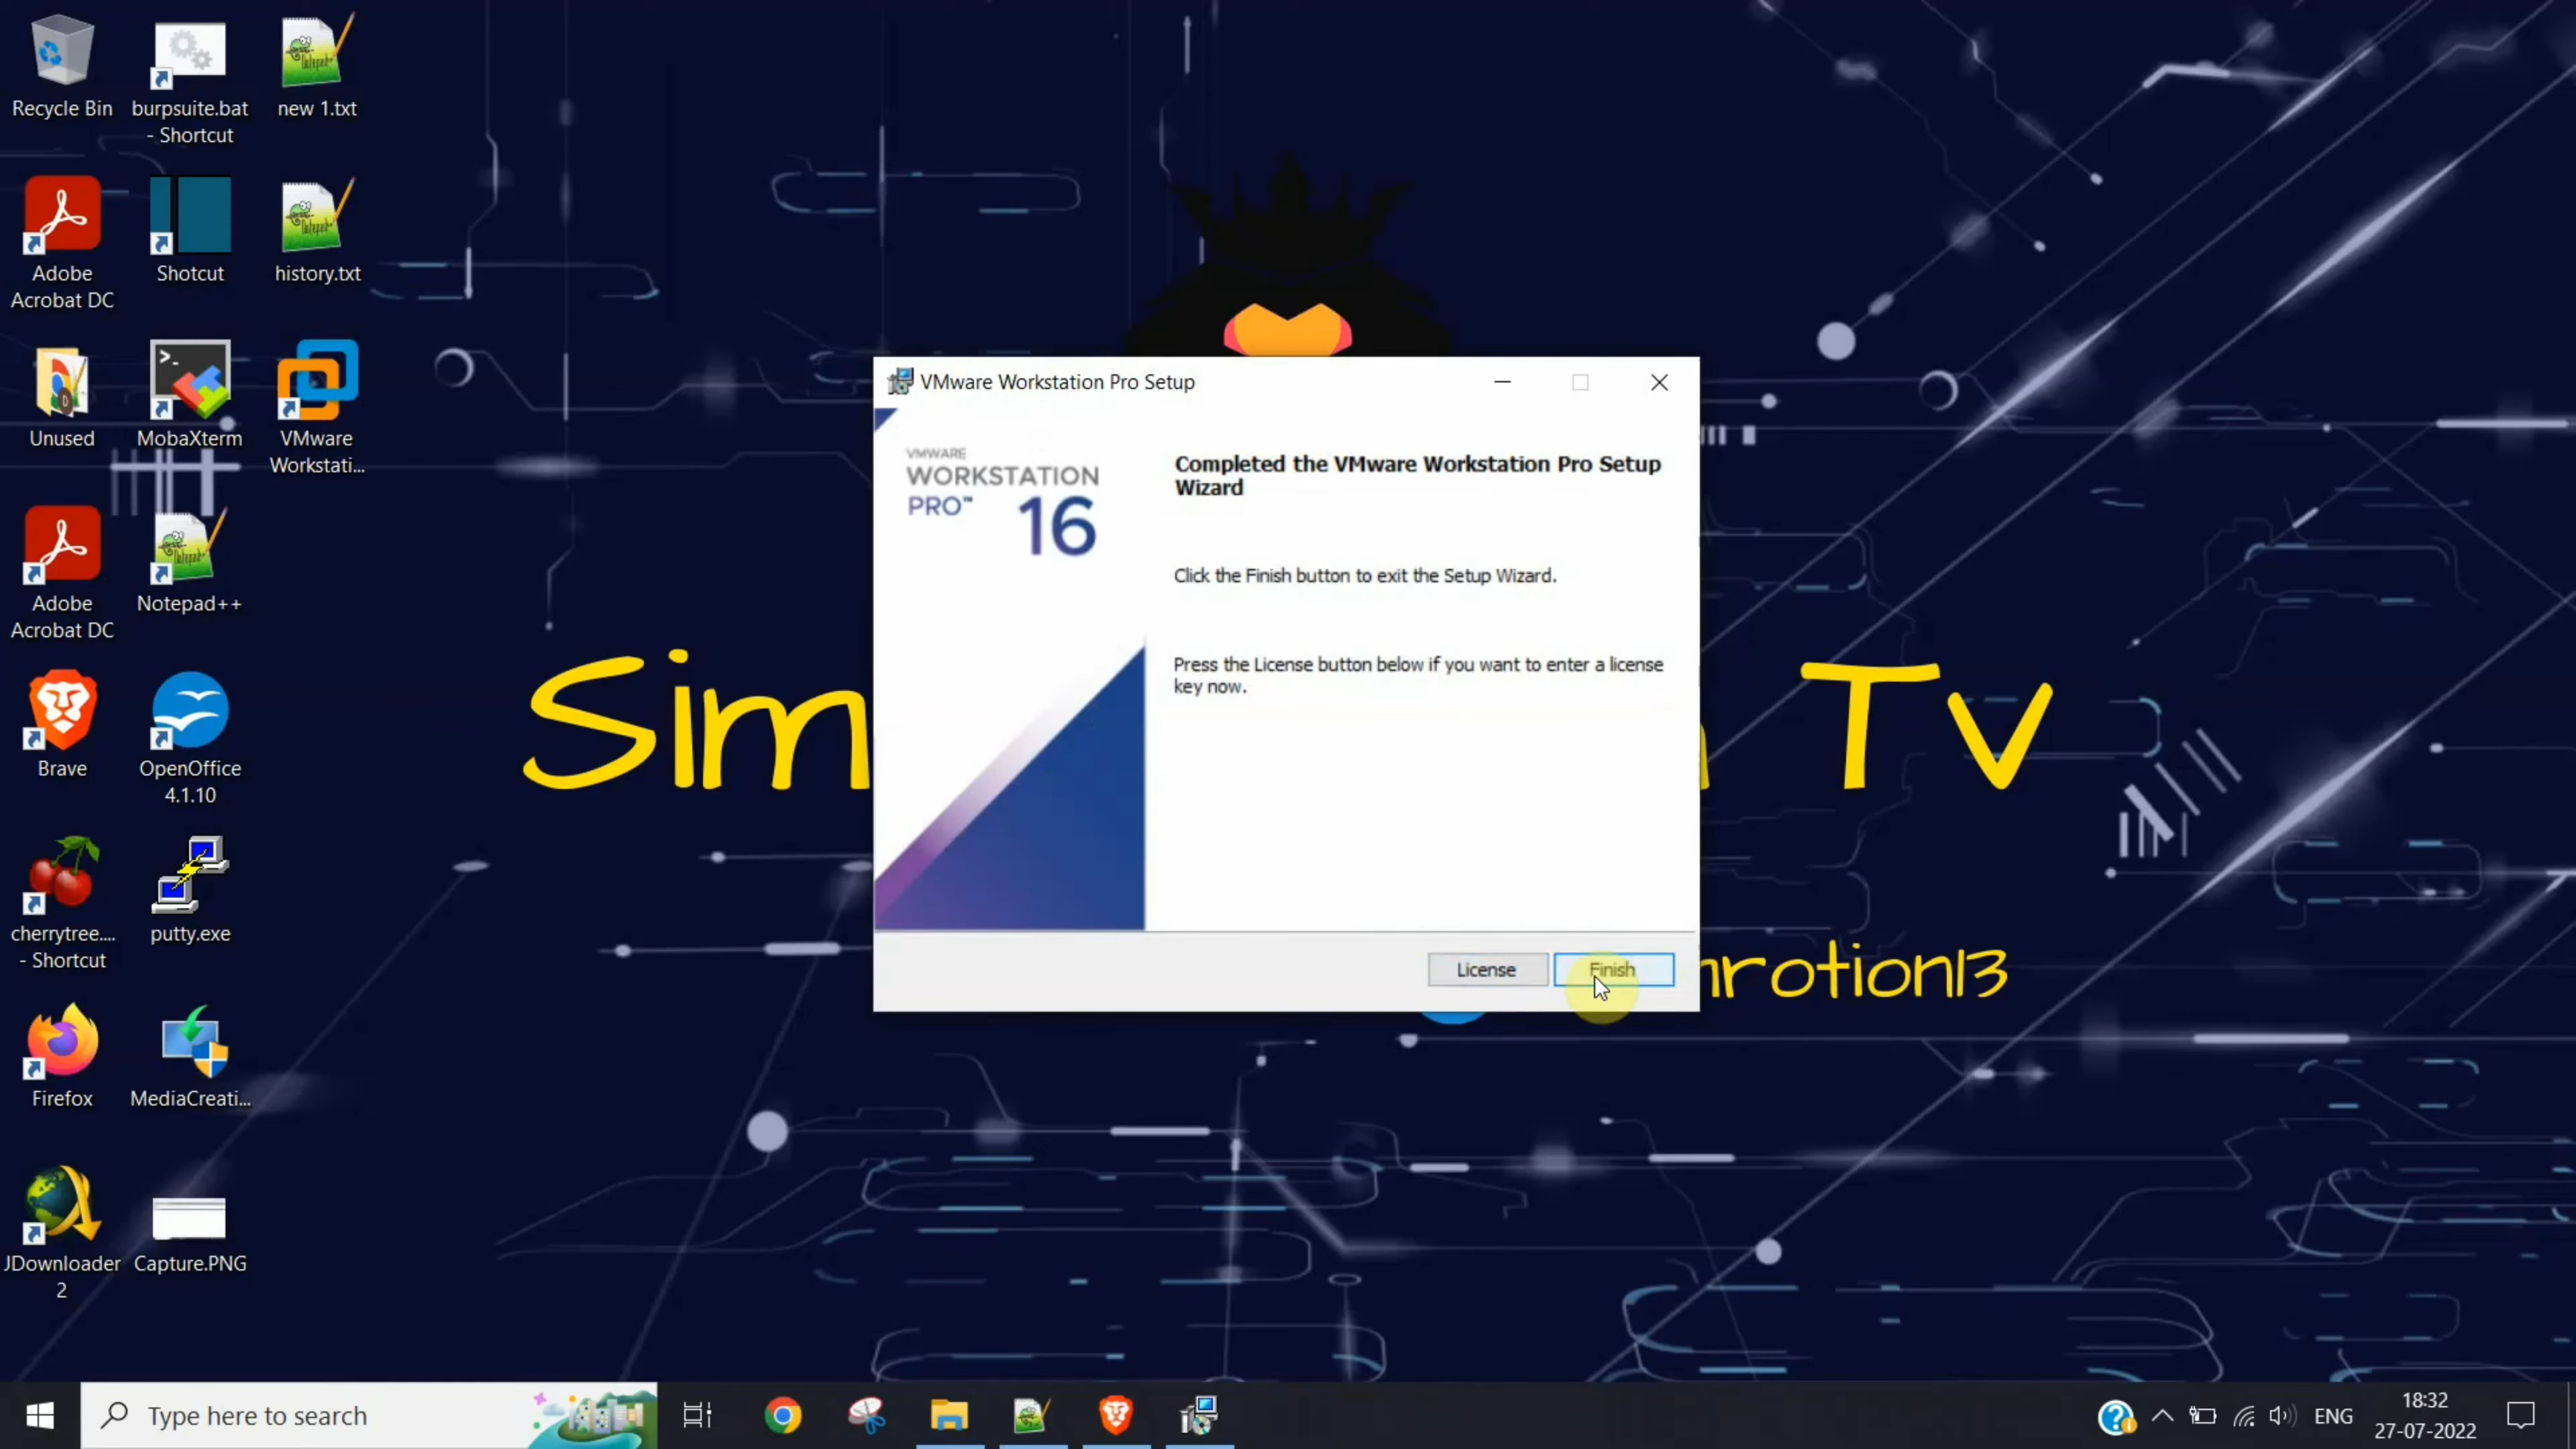 Recycle Bin
burpsuite.bat
- Shortcut
new 1.txt
Adobe
Acrobat DC
Shotcut
history.txt
Unused
MobaXterm
VMware
Workstati...
Adobe
Acrobat DC
Notepad++
Brave
OpenOffice
4.1.10
cherrytree....
- Shortcut
putty.exe
Firefox
MediaCreati...
JDownloader
2
Capture.PNG
VMware Workstation Pro Setup
VMWARE
WORKSTATION
PRO™ 16
Completed the VMware Workstation Pro Setup
Wizard
Click the Finish button to exit the Setup Wizard.
Press the License button below if you want to enter a license
key now.
License
Finish
Tv
Type here to search
ENG
18:32
27-07-2022